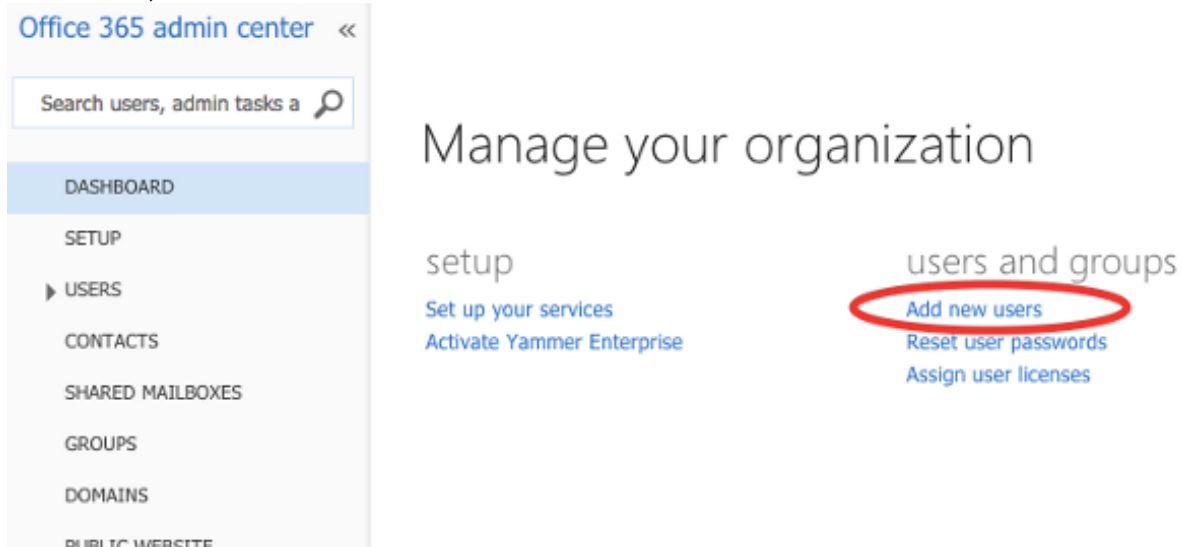 Office 365 admin center «
Search users, admin tasks a
DASHBOARD
SETUP
USERS
CONTACTS
SHARED MAILBOXES
GROUPS
DOMAINS
PUBLIC WEBSITE
Manage your organization
setup
Set up your services
Activate Yammer Enterprise
users and groups
Add new users
Reset user passwords
Assign user licenses